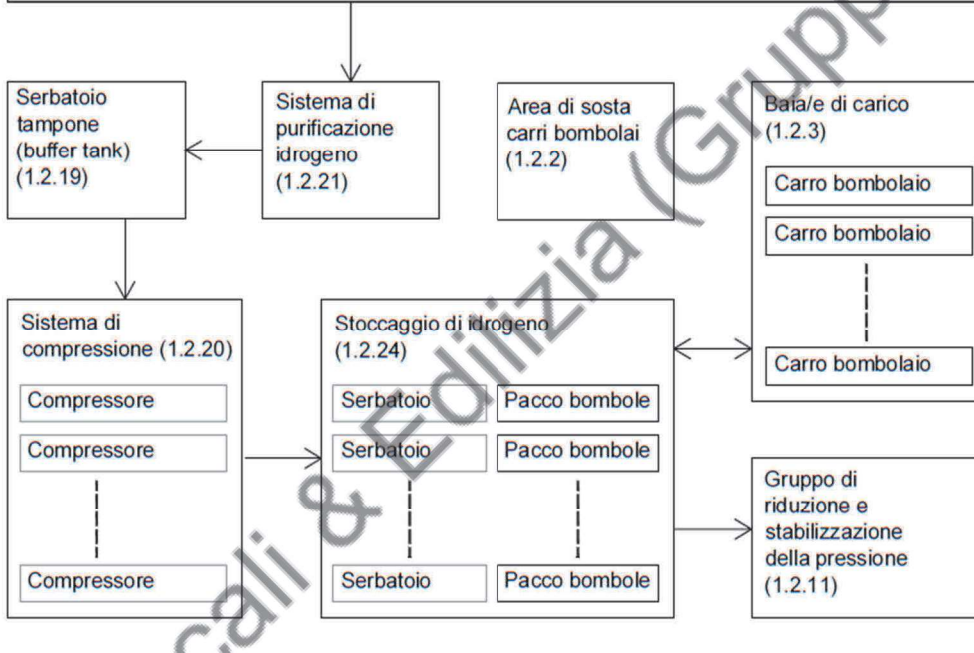 Serbatoio
tampone
(buffer tank)
(1.2.19)
Sistema di
purificazione
idrogeno
(1.2.21)
Area di sosta
carri bombolai
(1.2.2)
Baia/e di carico
(1.2.3)
Carro bombolaio
Carro bombolaio
Carro bombolaio
Sistema di
compressione (1.2.20)
Compressore
Compressore
Compressore
Stoccaggio di idrogeno
(1.2.24)
Serbatoio
Pacco bombole
Serbatoio
Pacco bombole
Serbatoio
Pacco bombole
Gruppo di
riduzione e
stabilizzazione
della pressione
(1.2.11)
cali & Edilizia (Grupp